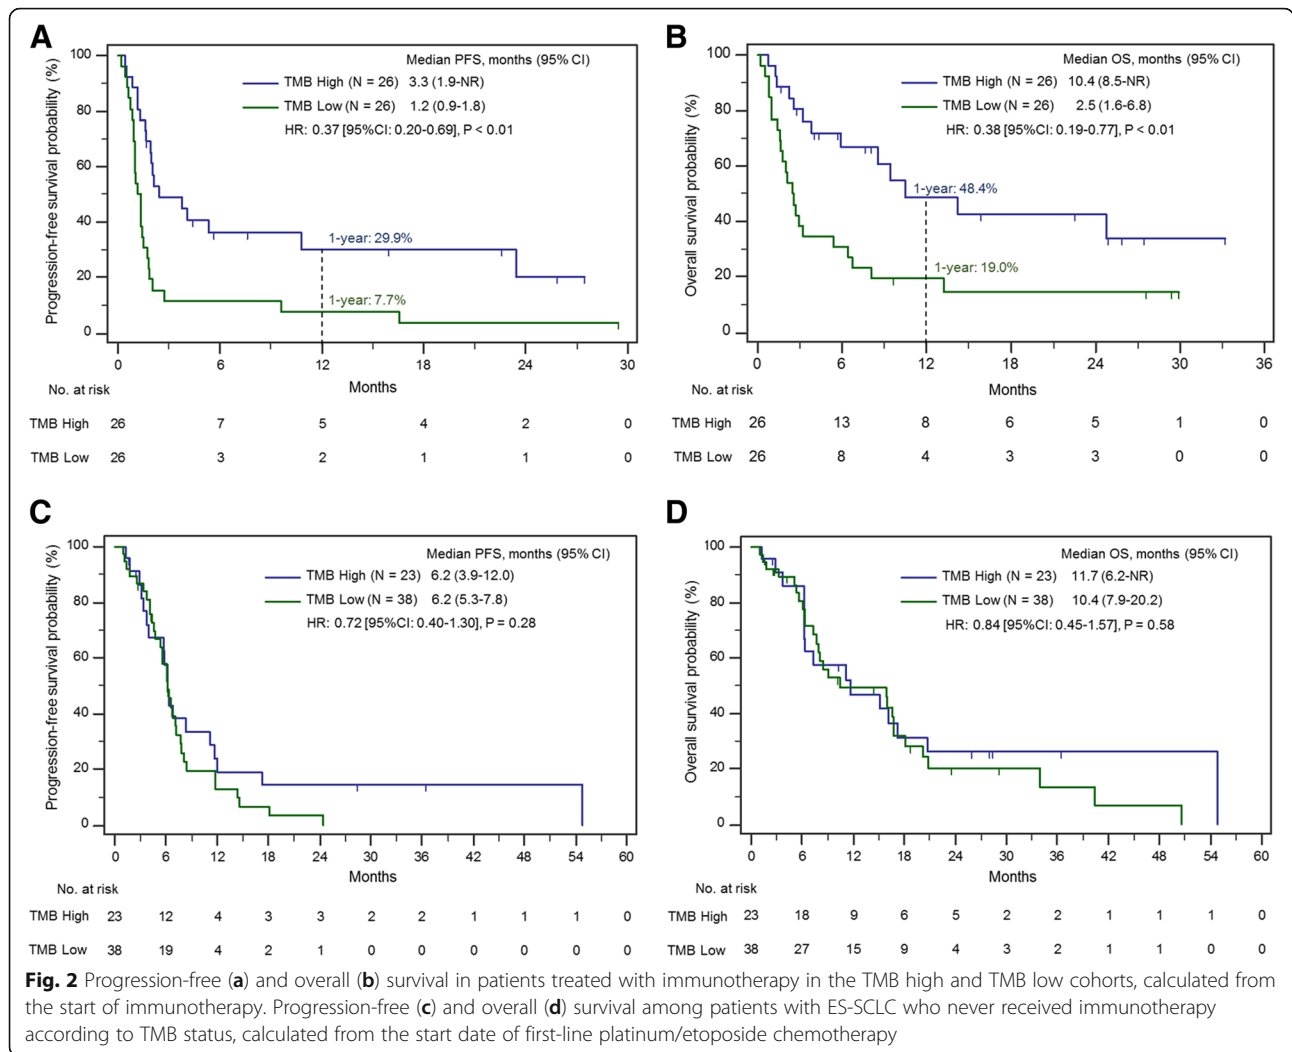 A
Median PFS, months (95% CI)
TMB High (N = 26) 3.3 (1.9-NR)
TMB Low (N = 26) 1.2 (0.9-1.8)
HR: 0.37 [95%CI: 0.20-0.69], P < 0.01
Progression-free survival probability (%)
100
80
60
40
20
0
1-year: 29.9%
1-year: 7.7%
0 6 12 18 24 30
Months
No. at risk
TMB High 26 7 5 4 2 0
TMB Low 26 3 2 1 1 0
B
Median OS, months (95% CI)
TMB High (N = 26) 10.4 (8.5-NR)
TMB Low (N = 26) 2.5 (1.6-6.8)
HR: 0.38 [95%CI: 0.19-0.77], P < 0.01
Overall survival probability (%)
100
80
60
40
20
0
1-year: 48.4%
1-year: 19.0%
0 6 12 18 24 30 36
Months
No. at risk
TMB High 26 13 8 6 5 1 0
TMB Low 26 8 4 3 3 0 0
C
Median PFS, months (95% CI)
TMB High (N = 23) 6.2 (3.9-12.0)
TMB Low (N = 38) 6.2 (5.3-7.8)
HR: 0.72 [95%CI: 0.40-1.30], P = 0.28
Progression-free survival probability (%)
100
80
60
40
20
0
0 6 12 18 24 30 36 42 48 54 60
Months
No. at risk
TMB High 23 12 4 3 3 2 2 1 1 1 0
TMB Low 38 19 4 2 1 0 0 0 0 0 0
D
Median OS, months (95% CI)
TMB High (N = 23) 11.7 (6.2-NR)
TMB Low (N = 38) 10.4 (7.9-20.2)
HR: 0.84 [95%CI: 0.45-1.57], P = 0.58
Overall survival probability (%)
100
80
60
40
20
0
0 6 12 18 24 30 36 42 48 54 60
Months
No. at risk
TMB High 23 18 9 6 5 2 2 1 1 1 0
TMB Low 38 27 15 9 4 3 2 1 1 0 0
Fig. 2 Progression-free (a) and overall (b) survival in patients treated with immunotherapy in the TMB high and TMB low cohorts, calculated from
the start of immunotherapy. Progression-free (c) and overall (d) survival among patients with ES-SCLC who never received immunotherapy
according to TMB status, calculated from the start date of first-line platinum/etoposide chemotherapy